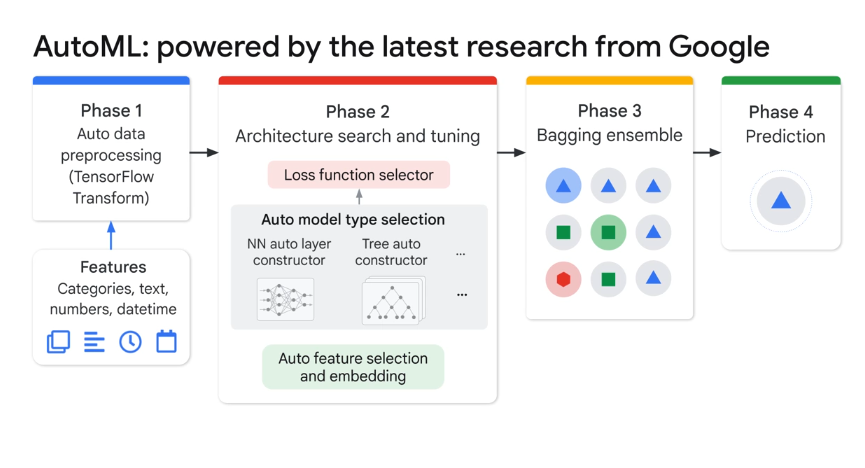 AutoML: powered by the latest research from Google
Phase 1
Auto data
preprocessing
(TensorFlow
Transform)
Features
Categories, text,
numbers, datetime
Phase 2
Architecture search and tuning
Loss function selector
Auto model type selection
NN auto layer
constructor
Tree auto
constructor
...
...
Auto feature selection
and embedding
Phase 3
Bagging ensemble
Phase 4
Prediction